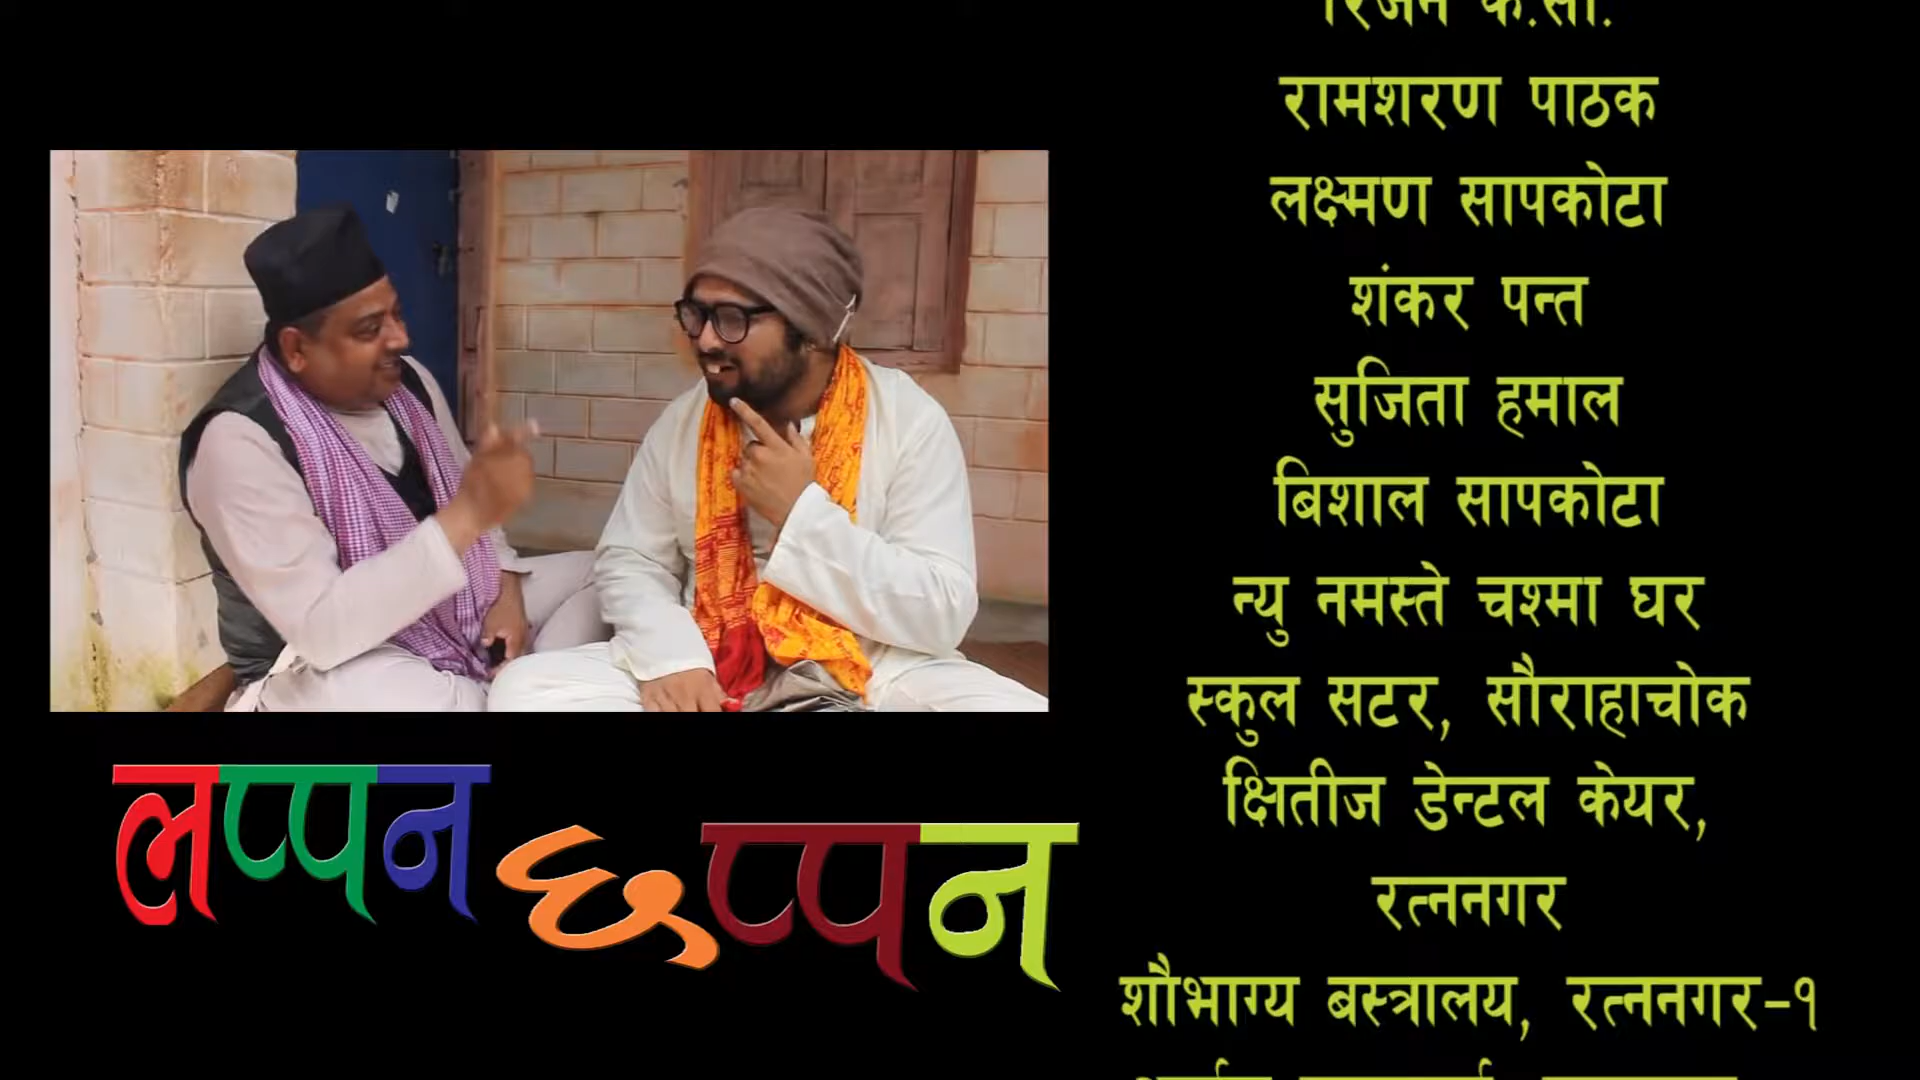 रामशरण पाठक
लक्ष्मण सापकोटा
शंकर पन्त
सुजिता हमाल
बिशाल सापकोटा
न्यु नमस्ते चश्मा घर
स्कुल सटर, सौराहाचोक
क्षितीज डेन्टल केयर,
रत्ननगर
शौभाग्य बस्त्रालय, रत्ननगर-१
लप्पन
छप्पन